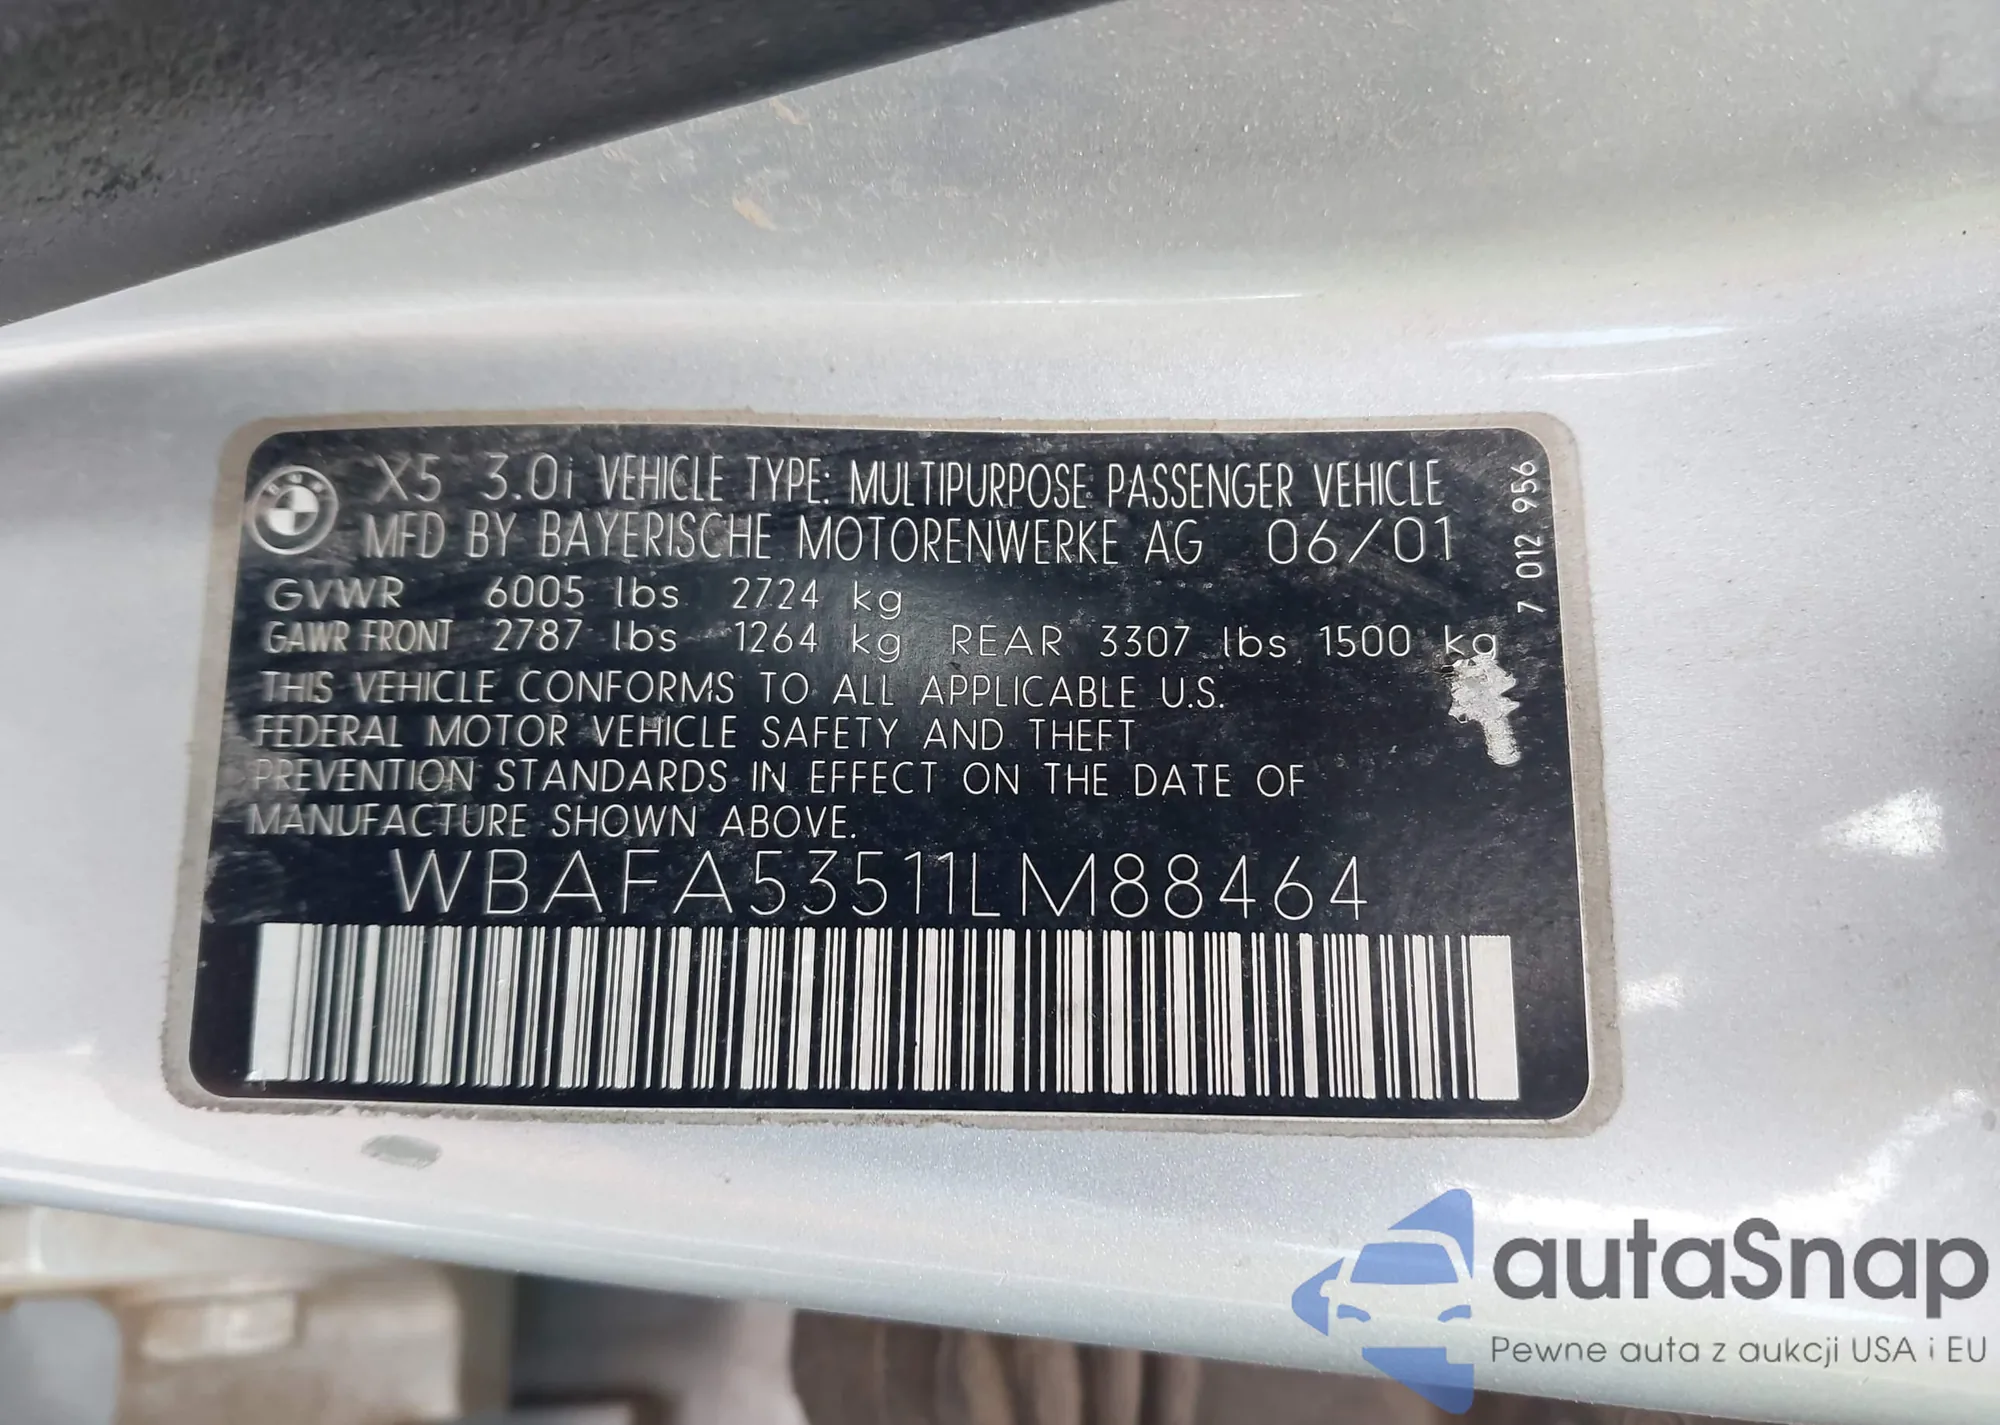 X5 3.0i VEHICLE TYPE: MULTIPURPOSE PASSENGER VEHICLE
MFD BY BAYERISCHE MOTORENWERKE AG 06/01
GVWR 6005 lbs 2724 kg
GAWR FRONT 2787 lbs 1264 kg REAR 3307 lbs 1500 kg
THIS VEHICLE CONFORMS TO ALL APPLICABLE U.S.
FEDERAL MOTOR VEHICLE SAFETY AND THEFT
PREVENTION STANDARDS IN EFFECT ON THE DATE OF
MANUFACTURE SHOWN ABOVE.
WBAFA53511LM88464
7 012 956
autaSnap
Pewne auta z aukcji USA i EU